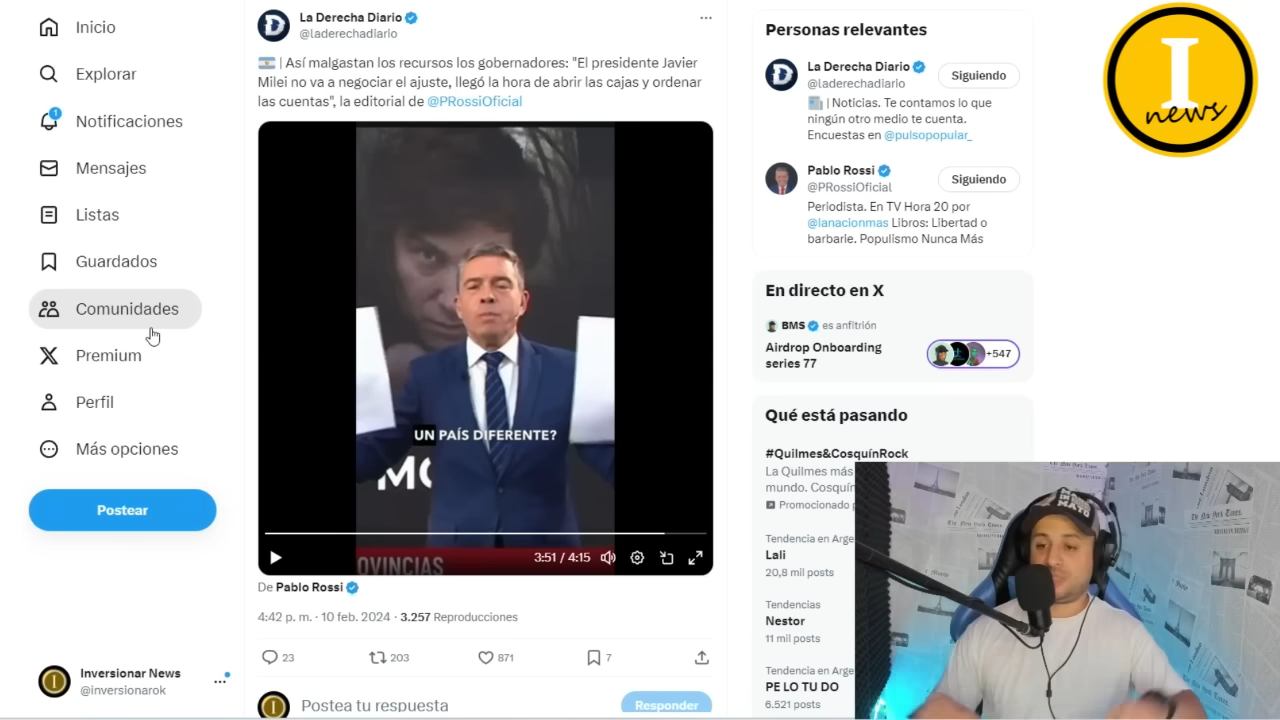 Inicio
Explorar
1
Notificaciones
Mensajes
Listas
Guardados
Comunidades
Premium
Perfil
Más opciones
Postear
Inversionar News
@inversionarok
La Derecha Diario
@laderechadiario
| Así malgastan los recursos los gobernadores: "El presidente Javier
Milei no va a negociar el ajuste, llegó la hora de abrir las cajas y ordenar
las cuentas", la editorial de @PRossiOficial
UN PAÍS DIFERENTE?
MO
OVINCIAS
3:51 / 4:15
De Pablo Rossi
4:42 p. m. · 10 feb. 2024 · 3.257 Reproducciones
23
203
871
7
Postea tu respuesta
Responder
Personas relevantes
La Derecha Diario
@laderechadiario
Siguiendo
| Noticias. Te contamos lo que
ningún otro medio te cuenta.
Encuestas en @pulsopopular_
Pablo Rossi
@PRossiOficial
Siguiendo
Periodista. En TV Hora 20 por
@lanacionmas Libros: Libertad o
barbarie. Populismo Nunca Más
En directo en X
BMS es anfitrión
Airdrop Onboarding
series 77
+547
Qué está pasando
#Quilmes&CosquínRock
La Quilmes más
mundo. Cosquín
Promocionado p
Tendencia en Arge
Lali
20,8 mil posts
Tendencias
Nestor
11 mil posts
Tendencia en Arge
PE LO TU DO
6.521 posts
I
news